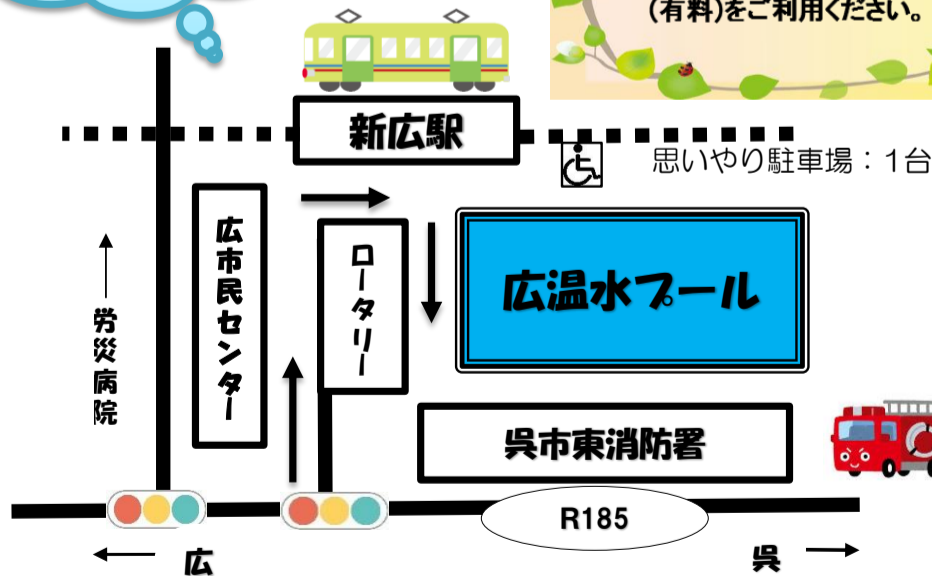 (有料)をご利用ください。
新広駅
思いやり駐車場：1台
広市民センター
ロータリー
広温水プール
↑労災病院
呉市東消防署
R185
← 広
呉 →